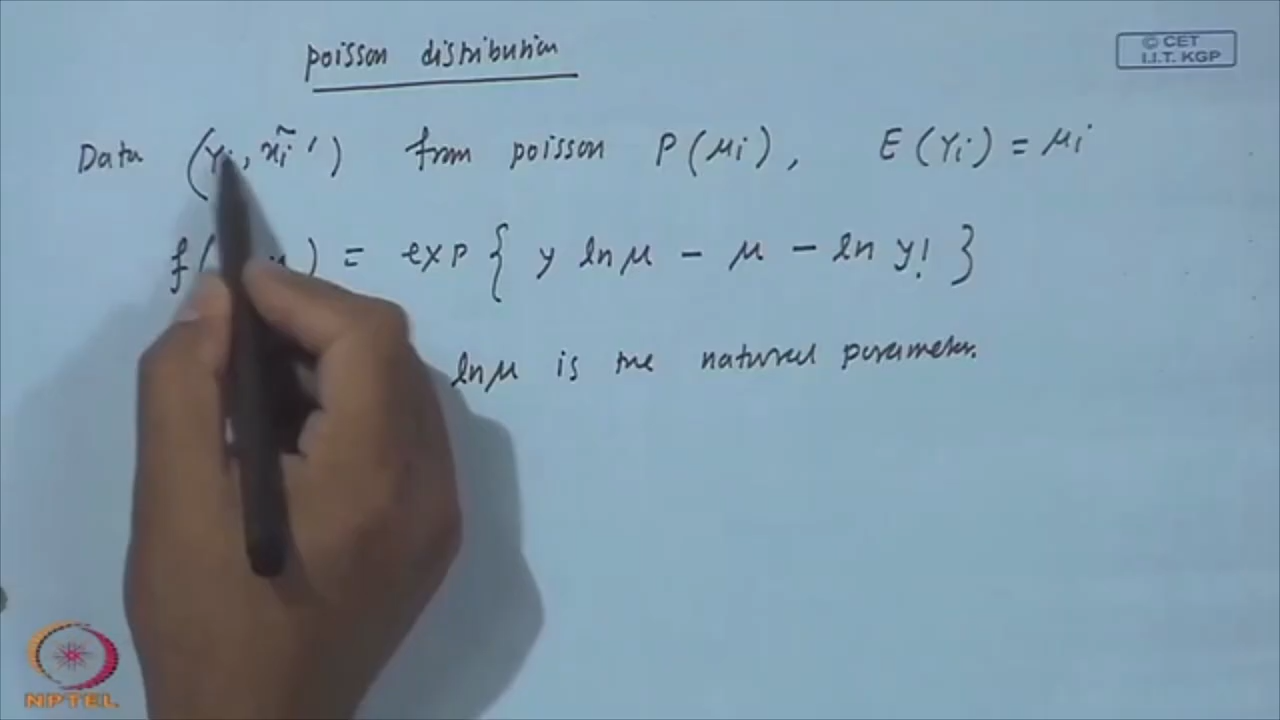 poisson distribution
© CET
I.I.T. KGP
Data (Yi, x̃i') from poisson P(μi), E(Yi) = μi
f( ) = exp { y ln μ − μ − ln y! }
ln μ is the natural parameter.
NPTEL